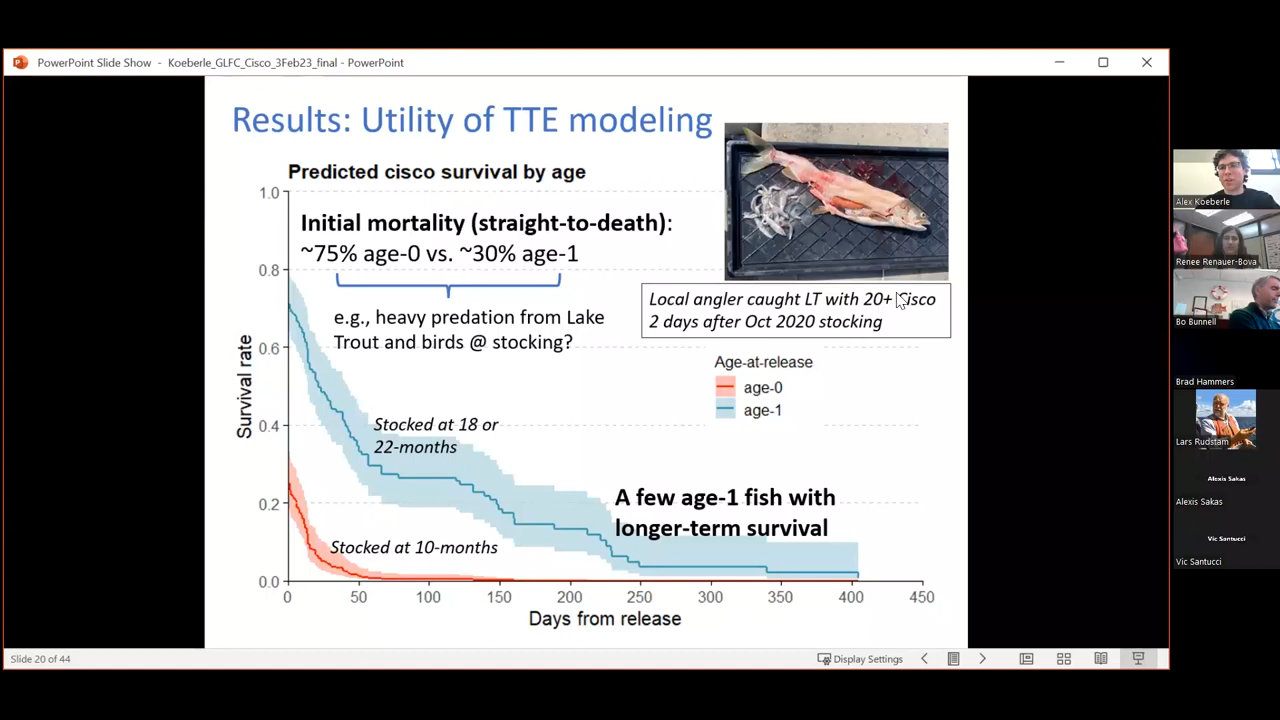 PowerPoint Slide Show - Koeberle_GLFC_Cisco_3Feb23_final - PowerPoint
Results: Utility of TTE modeling
Predicted cisco survival by age
Initial mortality (straight-to-death):
~75% age-0 vs. ~30% age-1
e.g., heavy predation from Lake
Trout and birds @ stocking?
Local angler caught LT with 20+ Cisco
2 days after Oct 2020 stocking
Age-at-release
age-0
age-1
Stocked at 18 or
22-months
A few age-1 fish with
longer-term survival
Stocked at 10-months
Survival rate
1.0
0.8
0.6
0.4
0.2
0.0
0 50 100 150 200 250 300 350 400 450
Days from release
Slide 20 of 44
Display Settings
Alex Koeberle
Renee Renauer-Bova
Bo Bunnell
Brad Hammers
Lars Rudstam
Alexis Sakas
Alexis Sakas
Vic Santucci
Vic Santucci